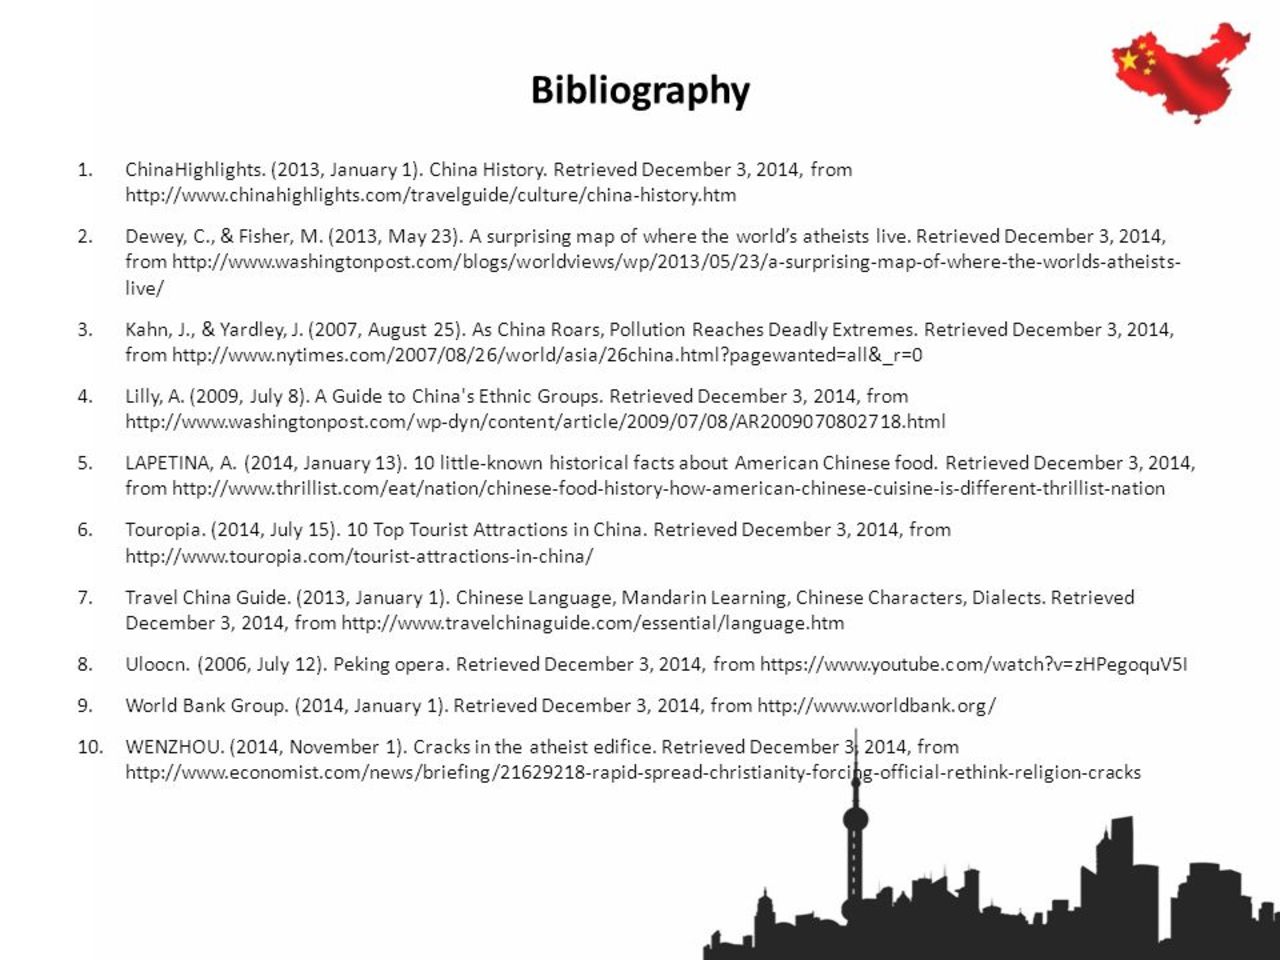 Bibliography
1. ChinaHighlights. (2013, January 1). China History. Retrieved December 3, 2014, from
http://www.chinahighlights.com/travelguide/culture/china-history.htm
2. Dewey, C., & Fisher, M. (2013, May 23). A surprising map of where the world’s atheists live. Retrieved December 3, 2014,
from http://www.washingtonpost.com/blogs/worldviews/wp/2013/05/23/a-surprising-map-of-where-the-worlds-atheists-
live/
3. Kahn, J., & Yardley, J. (2007, August 25). As China Roars, Pollution Reaches Deadly Extremes. Retrieved December 3, 2014,
from http://www.nytimes.com/2007/08/26/world/asia/26china.html?pagewanted=all&_r=0
4. Lilly, A. (2009, July 8). A Guide to China's Ethnic Groups. Retrieved December 3, 2014, from
http://www.washingtonpost.com/wp-dyn/content/article/2009/07/08/AR2009070802718.html
5. LAPETINA, A. (2014, January 13). 10 little-known historical facts about American Chinese food. Retrieved December 3, 2014,
from http://www.thrillist.com/eat/nation/chinese-food-history-how-american-chinese-cuisine-is-different-thrillist-nation
6. Touropia. (2014, July 15). 10 Top Tourist Attractions in China. Retrieved December 3, 2014, from
http://www.touropia.com/tourist-attractions-in-china/
7. Travel China Guide. (2013, January 1). Chinese Language, Mandarin Learning, Chinese Characters, Dialects. Retrieved
December 3, 2014, from http://www.travelchinaguide.com/essential/language.htm
8. Uloocn. (2006, July 12). Peking opera. Retrieved December 3, 2014, from https://www.youtube.com/watch?v=zHPegoquV5I
9. World Bank Group. (2014, January 1). Retrieved December 3, 2014, from http://www.worldbank.org/
10. WENZHOU. (2014, November 1). Cracks in the atheist edifice. Retrieved December 3, 2014, from
http://www.economist.com/news/briefing/21629218-rapid-spread-christianity-forcing-official-rethink-religion-cracks